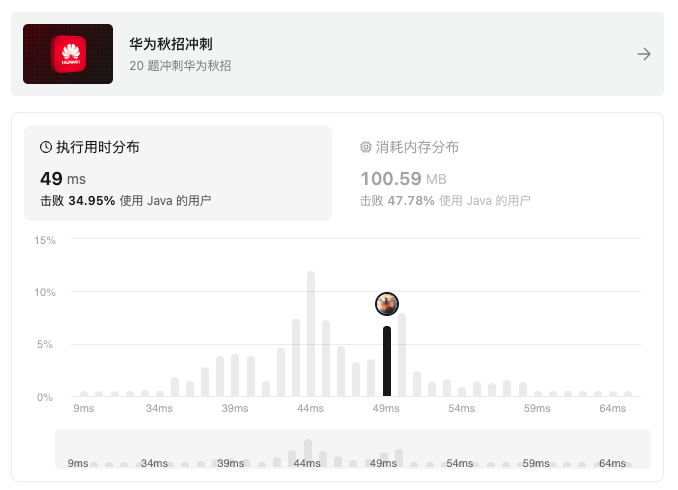 HUAWEI
华为秋招冲刺
20 题冲刺华为秋招
执行用时分布
49 ms
击败 34.95% 使用 Java 的用户
消耗内存分布
100.59 MB
击败 47.78% 使用 Java 的用户
15%
10%
5%
0%
9ms 34ms 39ms 44ms 49ms 54ms 59ms 64ms
9ms 34ms 39ms 44ms 49ms 54ms 59ms 64ms